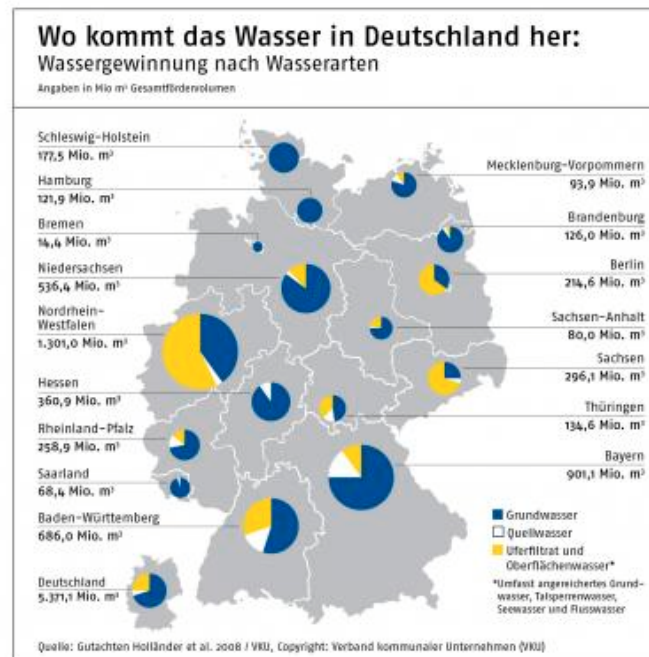 Wo kommt das Wasser in Deutschland her:
Wassergewinnung nach Wasserarten
Angaben in Mio m³ Gesamtfördervolumen
Schleswig-Holstein
177,5 Mio. m³
Hamburg
121,9 Mio. m³
Bremen
14,4 Mio. m³
Niedersachsen
536,4 Mio. m³
Nordrhein-
Westfalen
1.301,0 Mio. m³
Hessen
360,9 Mio. m³
Rheinland-Pfalz
258,9 Mio. m³
Saarland
68,4 Mio. m³
Baden-Württemberg
686,0 Mio. m³
Deutschland
5.371,1 Mio. m³
Mecklenburg-Vorpommern
93,9 Mio. m³
Brandenburg
126,0 Mio. m³
Berlin
214,6 Mio. m³
Sachsen-Anhalt
80,0 Mio. m³
Sachsen
296,1 Mio. m³
Thüringen
134,6 Mio. m³
Bayern
901,1 Mio. m³
Grundwasser
Quellwasser
Uferfiltrat und
Oberflächenwasser*
*Umfasst angereichertes Grund-
wasser, Talsperrenwasser,
Seewasser und Flusswasser
Quelle: Gutachten Holländer et al. 2008 / VKU, Copyright: Verband kommunaler Unternehmen (VKU)